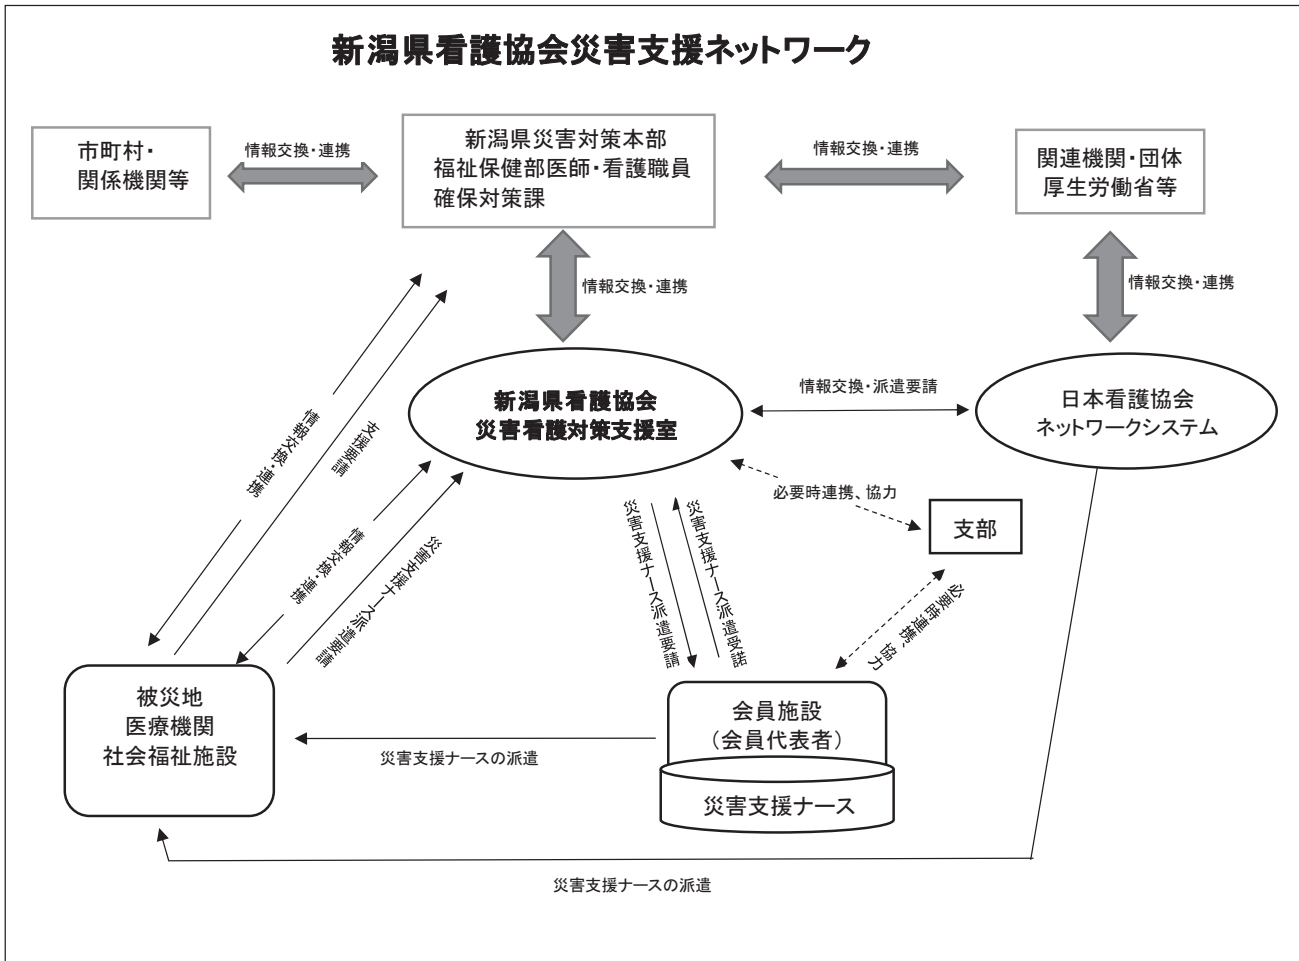 新潟県看護協会災害支援ネットワーク
市町村・
関係機関等
情報交換・連携
新潟県災害対策本部
福祉保健部医師・看護職員
確保対策課
情報交換・連携
関連機関・団体
厚生労働省等
情報交換・連携
情報交換・連携
新潟県看護協会
災害看護対策支援室
情報交換・派遣要請
日本看護協会
ネットワークシステム
情報交換・連携
支援要請
情報交換・連携
災害支援ナース派遣要請
災害支援ナース派遣要請
災害支援ナース派遣受諾
必要時連携、協力
支部
必要時連携、協力
被災地
医療機関
社会福祉施設
災害支援ナースの派遣
会員施設
（会員代表者）
災害支援ナース
災害支援ナースの派遣